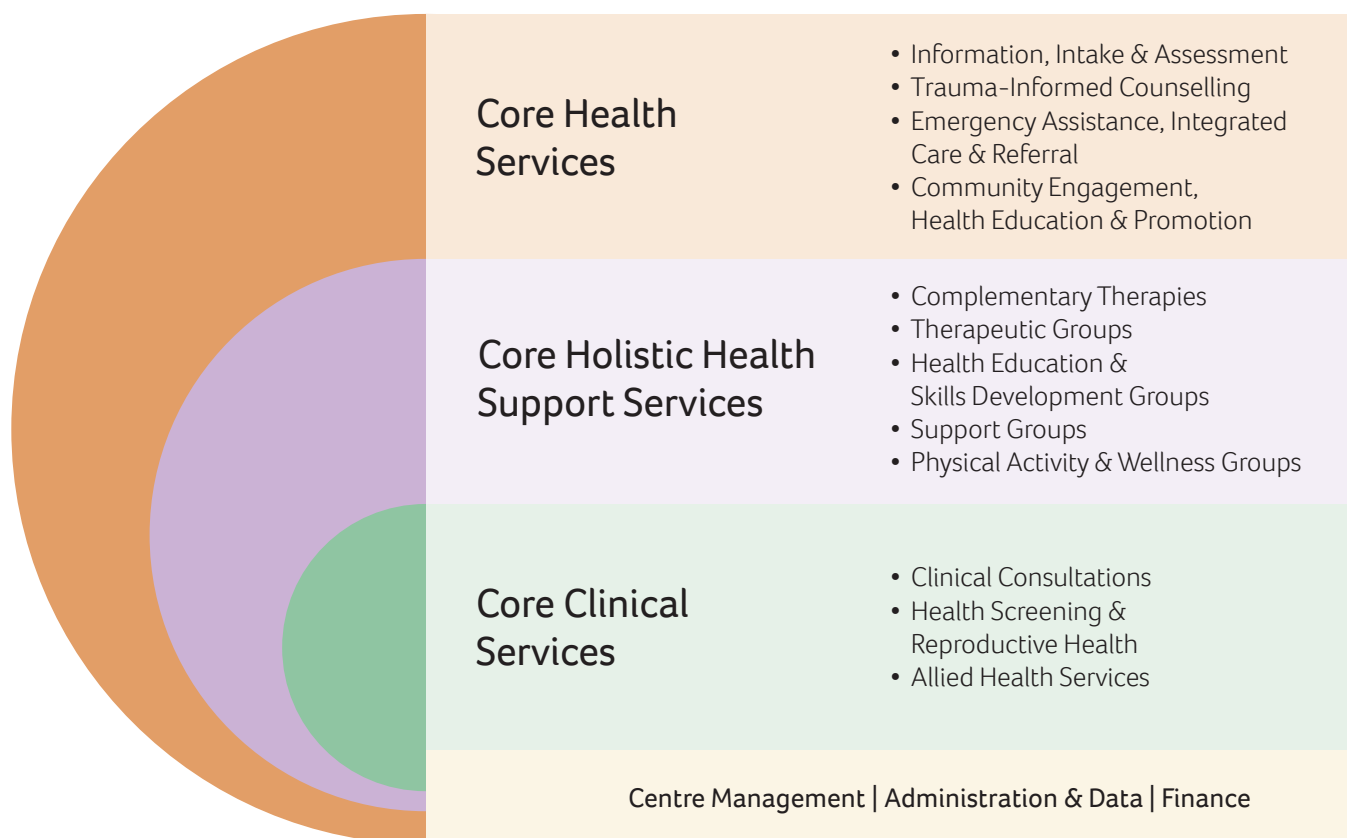 Core Health
Services
• Information, Intake & Assessment
• Trauma-Informed Counselling
• Emergency Assistance, Integrated
Care & Referral
• Community Engagement,
Health Education & Promotion
Core Holistic Health
Support Services
• Complementary Therapies
• Therapeutic Groups
• Health Education &
Skills Development Groups
• Support Groups
• Physical Activity & Wellness Groups
Core Clinical
Services
• Clinical Consultations
• Health Screening &
Reproductive Health
• Allied Health Services
Centre Management | Administration & Data | Finance